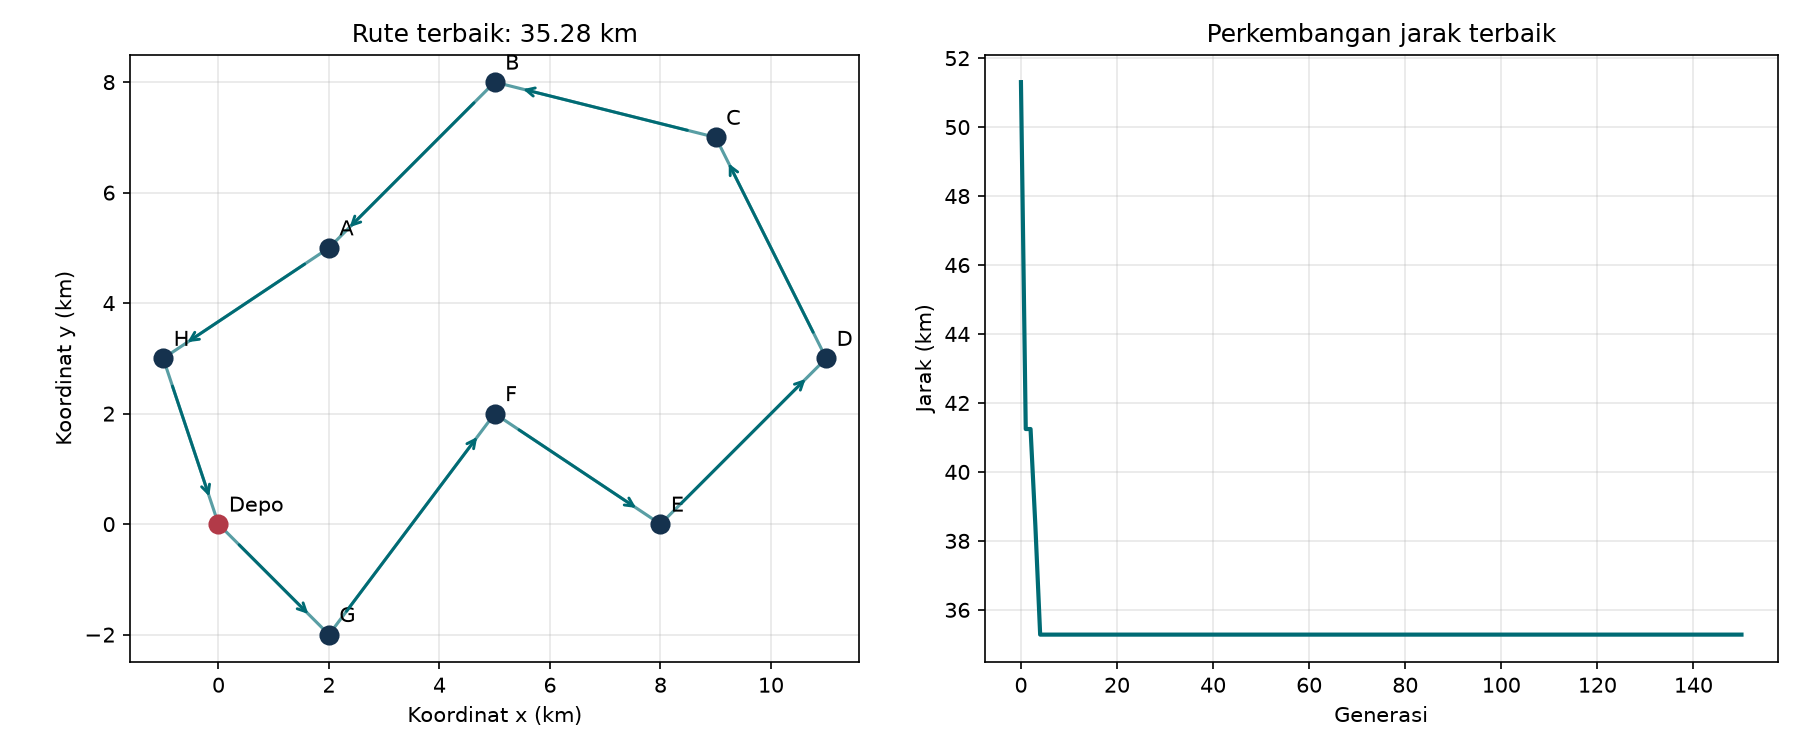 Rute terbaik: 35.28 km
B
8
C
6
A
Koordinat y (km)
4
H
D
F
2
Depo
E
0
G
−2
0 2 4 6 8 10
Koordinat x (km)
Perkembangan jarak terbaik
52
50
48
46
44
Jarak (km)
42
40
38
36
0 20 40 60 80 100 120 140
Generasi